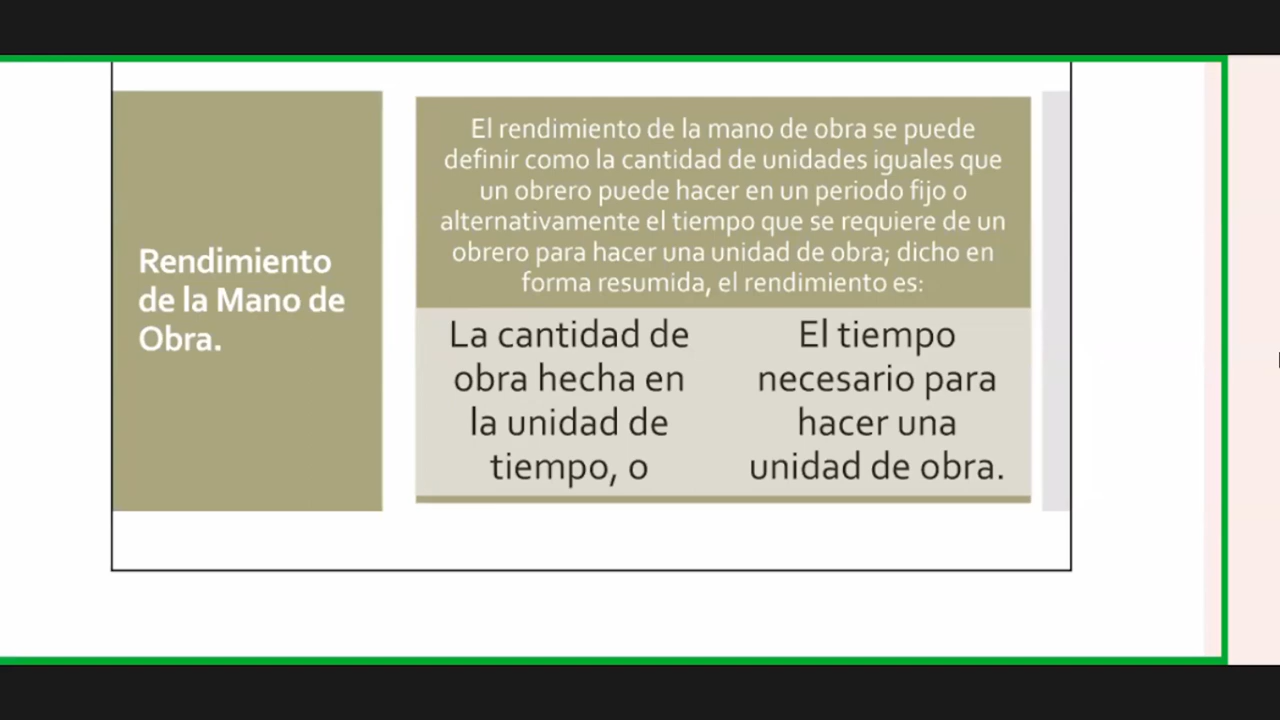 Rendimiento
de la Mano de
Obra.
El rendimiento de la mano de obra se puede
definir como la cantidad de unidades iguales que
un obrero puede hacer en un periodo fijo o
alternativamente el tiempo que se requiere de un
obrero para hacer una unidad de obra; dicho en
forma resumida, el rendimiento es:
La cantidad de
obra hecha en
la unidad de
tiempo, o
El tiempo
necesario para
hacer una
unidad de obra.